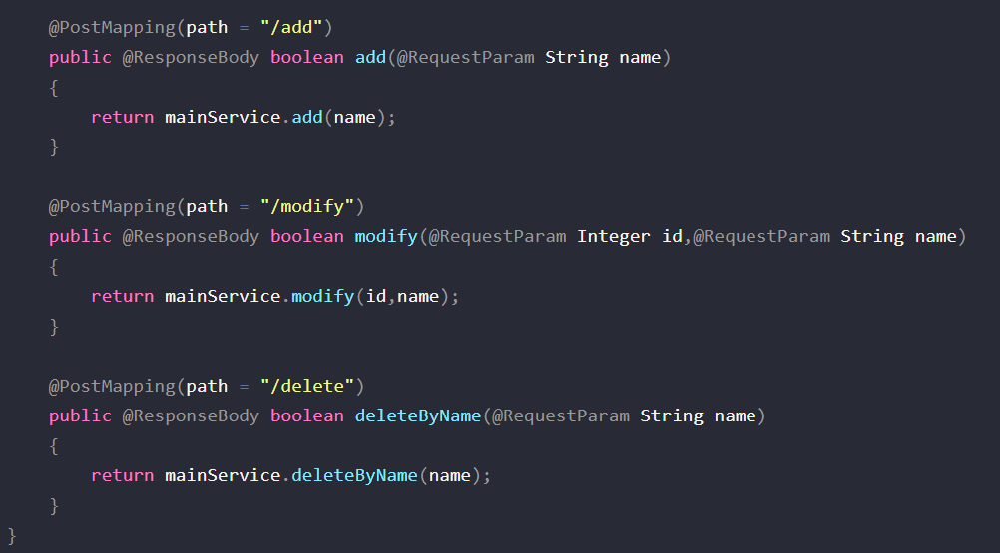 @PostMapping(path = "/add")
public @ResponseBody boolean add(@RequestParam String name)
{
return mainService.add(name);
}
@PostMapping(path = "/modify")
public @ResponseBody boolean modify(@RequestParam Integer id,@RequestParam String name)
{
return mainService.modify(id,name);
}
@PostMapping(path = "/delete")
public @ResponseBody boolean deleteByName(@RequestParam String name)
{
return mainService.deleteByName(name);
}
}